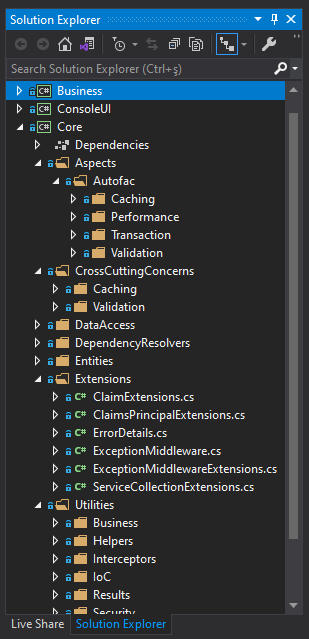 Solution Explorer
Search Solution Explorer (Ctrl+ş)
C# Business
C# ConsoleUI
C# Core
Dependencies
Aspects
Autofac
Caching
Performance
Transaction
Validation
CrossCuttingConcerns
Caching
Validation
DataAccess
DependencyResolvers
Entities
Extensions
C# ClaimExtensions.cs
C# ClaimsPrincipalExtensions.cs
C# ErrorDetails.cs
C# ExceptionMiddleware.cs
C# ExceptionMiddlewareExtensions.cs
C# ServiceCollectionExtensions.cs
Utilities
Business
Helpers
Interceptors
IoC
Results
Security
Live Share Solution Explorer